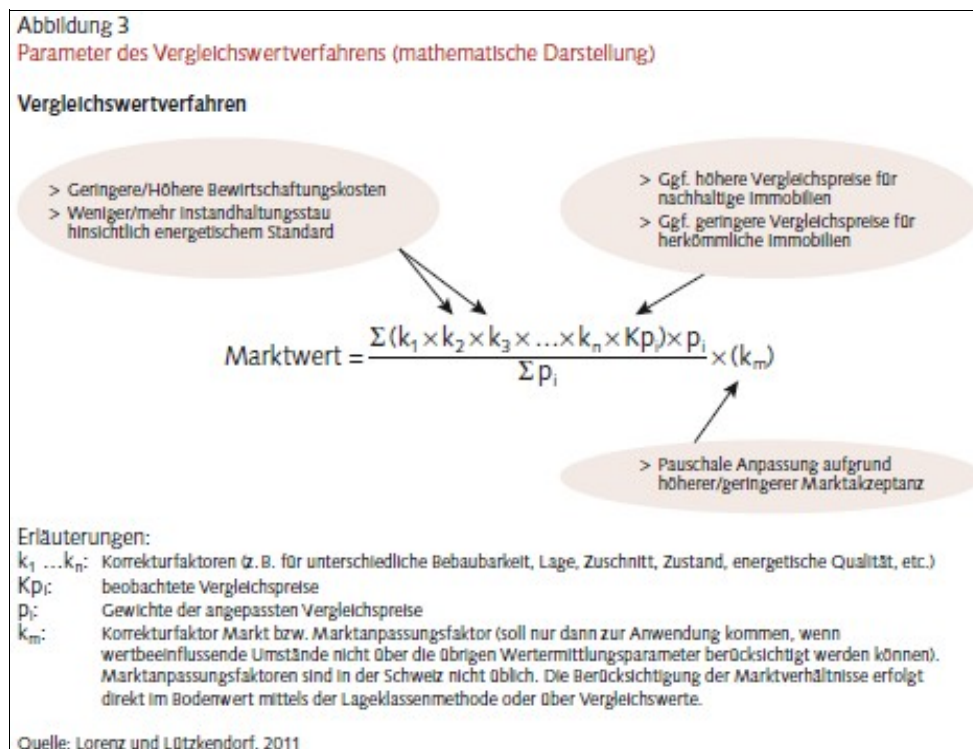 Abbildung 3
Parameter des Vergleichswertverfahrens (mathematische Darstellung)
Vergleichswertverfahren
> Geringere/Höhere Bewirtschaftungskosten
> Weniger/mehr Instandhaltungsstau
hinsichtlich energetischem Standard
> Ggf. höhere Vergleichspreise für
nachhaltige Immobilien
> Ggf. geringere Vergleichspreise für
herkömmliche Immobilien
Marktwert = Σ (k₁ × k₂ × k₃ × ... × kₙ × Kpᵢ) × pᵢ / Σ pᵢ × (kₘ)
> Pauschale Anpassung aufgrund
höherer/geringerer Marktakzeptanz
Erläuterungen:
k₁ ...kₙ: Korrekturfaktoren (z. B. für unterschiedliche Bebaubarkeit, Lage, Zuschnitt, Zustand, energetische Qualität, etc.)
Kpᵢ: beobachtete Vergleichspreise
pᵢ: Gewichte der angepassten Vergleichspreise
kₘ: Korrekturfaktor Markt bzw. Marktanpassungsfaktor (soll nur dann zur Anwendung kommen, wenn
wertbeeinflussende Umstände nicht über die übrigen Wertermittlungsparameter berücksichtigt werden können).
Marktanpassungsfaktoren sind in der Schweiz nicht üblich. Die Berücksichtigung der Marktverhältnisse erfolgt
direkt im Bodenwert mittels der Lageklassenmethode oder über Vergleichswerte.
Quelle: Lorenz und Lützkendorf, 2011